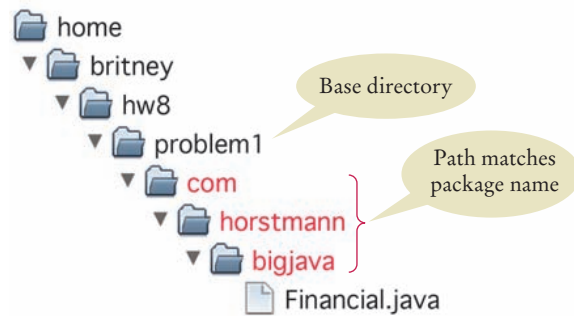 home
britney
hw8
Base directory
problem1
Path matches
package name
com
horstmann
bigjava
Financial.java